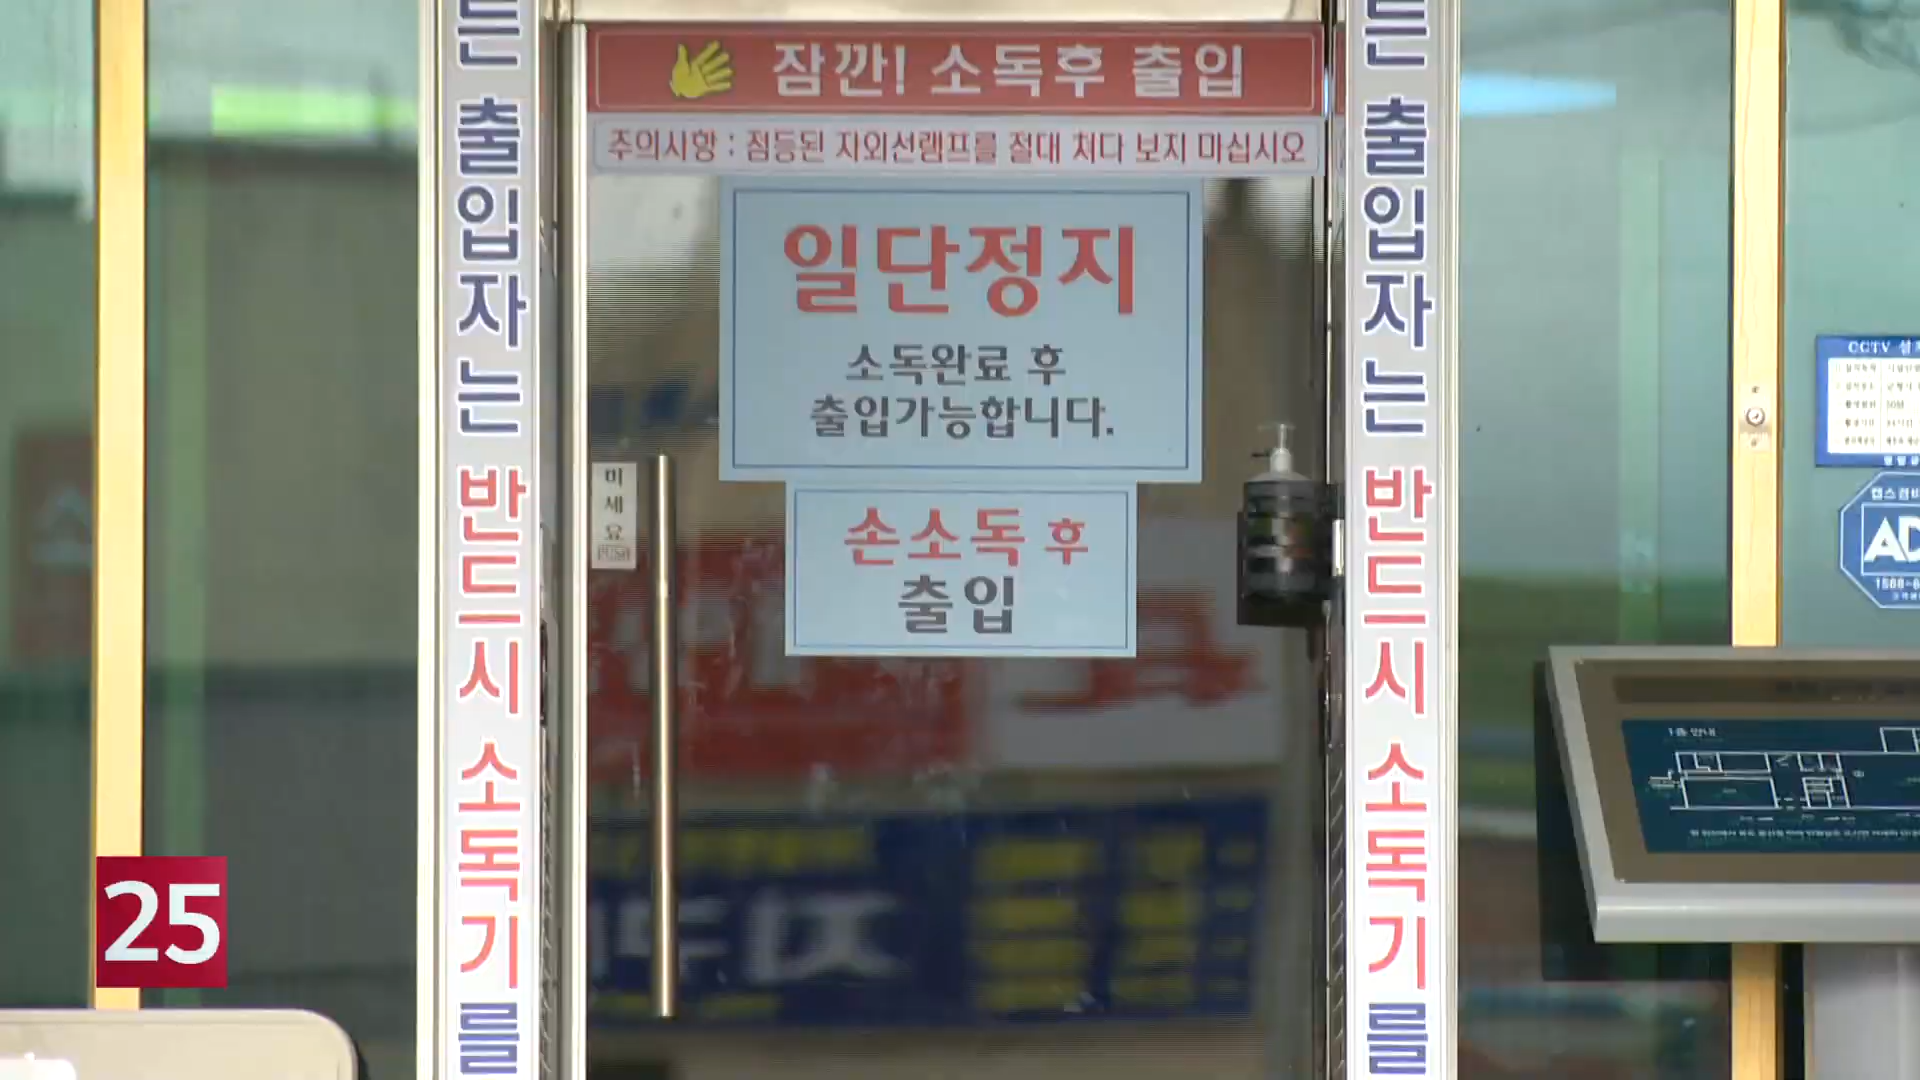 잠깐! 소독후 출입
주의사항 : 점등된 자외선램프를 절대 쳐다 보지 마십시오
일단정지
소독완료 후
출입가능합니다.
손소독 후
출입
미세요
PUSH
출입자는 반드시 소독기를
출입자는 반드시 소독기를
CCTV
1층 안내
25